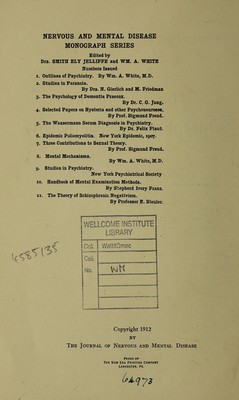 NERVOUS AND MENTAL DISEASE
MONOGRAPH SERIES
Edited by
Drs. SMITH ELY JELLIFFE and WM. A. WHITE
Numbers Issued
1. Outlines of Psychiatry. By Wm. A. White, M.D.
2. Studies in Paranoia.
By Drs. N. Gierlich and M. Friedman
3. The Psychology of Dementia Praecox.
By Dr. C. G. Jung.
4. Selected Papers on Hysteria and other Psychoneuroses.
By Prof. Sigmund Freud.
5. The Wassermann Serum Diagnosis in Psychiatry.
By Dr. Felix Plaut.
6. Epidemic Poliomyelitis. New York Epidemic, 1907.
7. Three Contributions to Sexual Theory.
By Prof. Sigmund Freud.
8. Mental Mechanisms.
By Wm. A. White, M.D.
9. Studies in Psychiatry.
New York Psychiatrical Society
10. Handbook of Mental Examination Methods.
By Shepherd Ivory Franz.
11. The Theory of Schizophrenic Negativism.
By Professor E. Bleuler.
WELLCOME INSTITUTE
LIBRARY
Coll. WelMOmec
Call
No. WM
Copyright 1912
BY
The Journal of Nervous and Mental Disease
Press of
The New Era Printing Company
Lancaster, Pa.